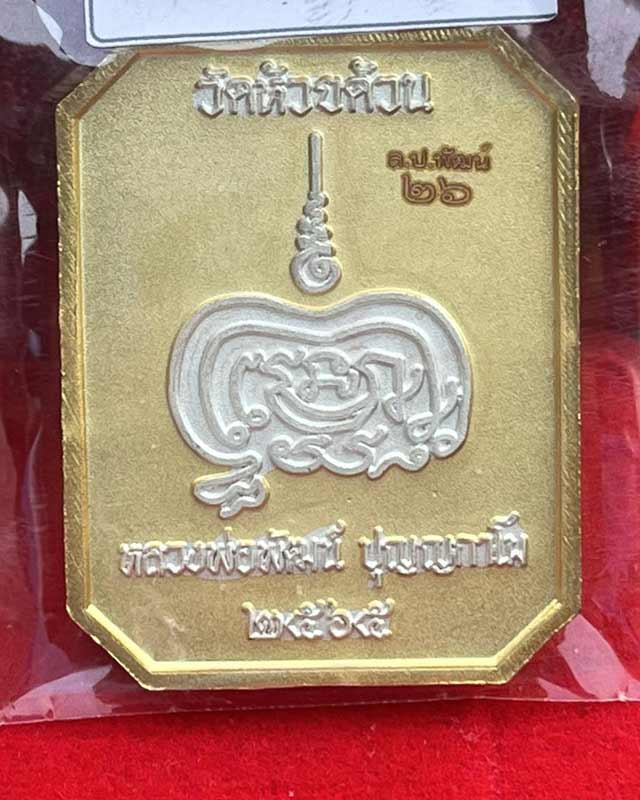 วัดห้วยด้วน
ล.ป.พัฒน์
๒๖
หลวงพ่อพัฒน์ ปุญฺญกาโม
๒๕๖๕